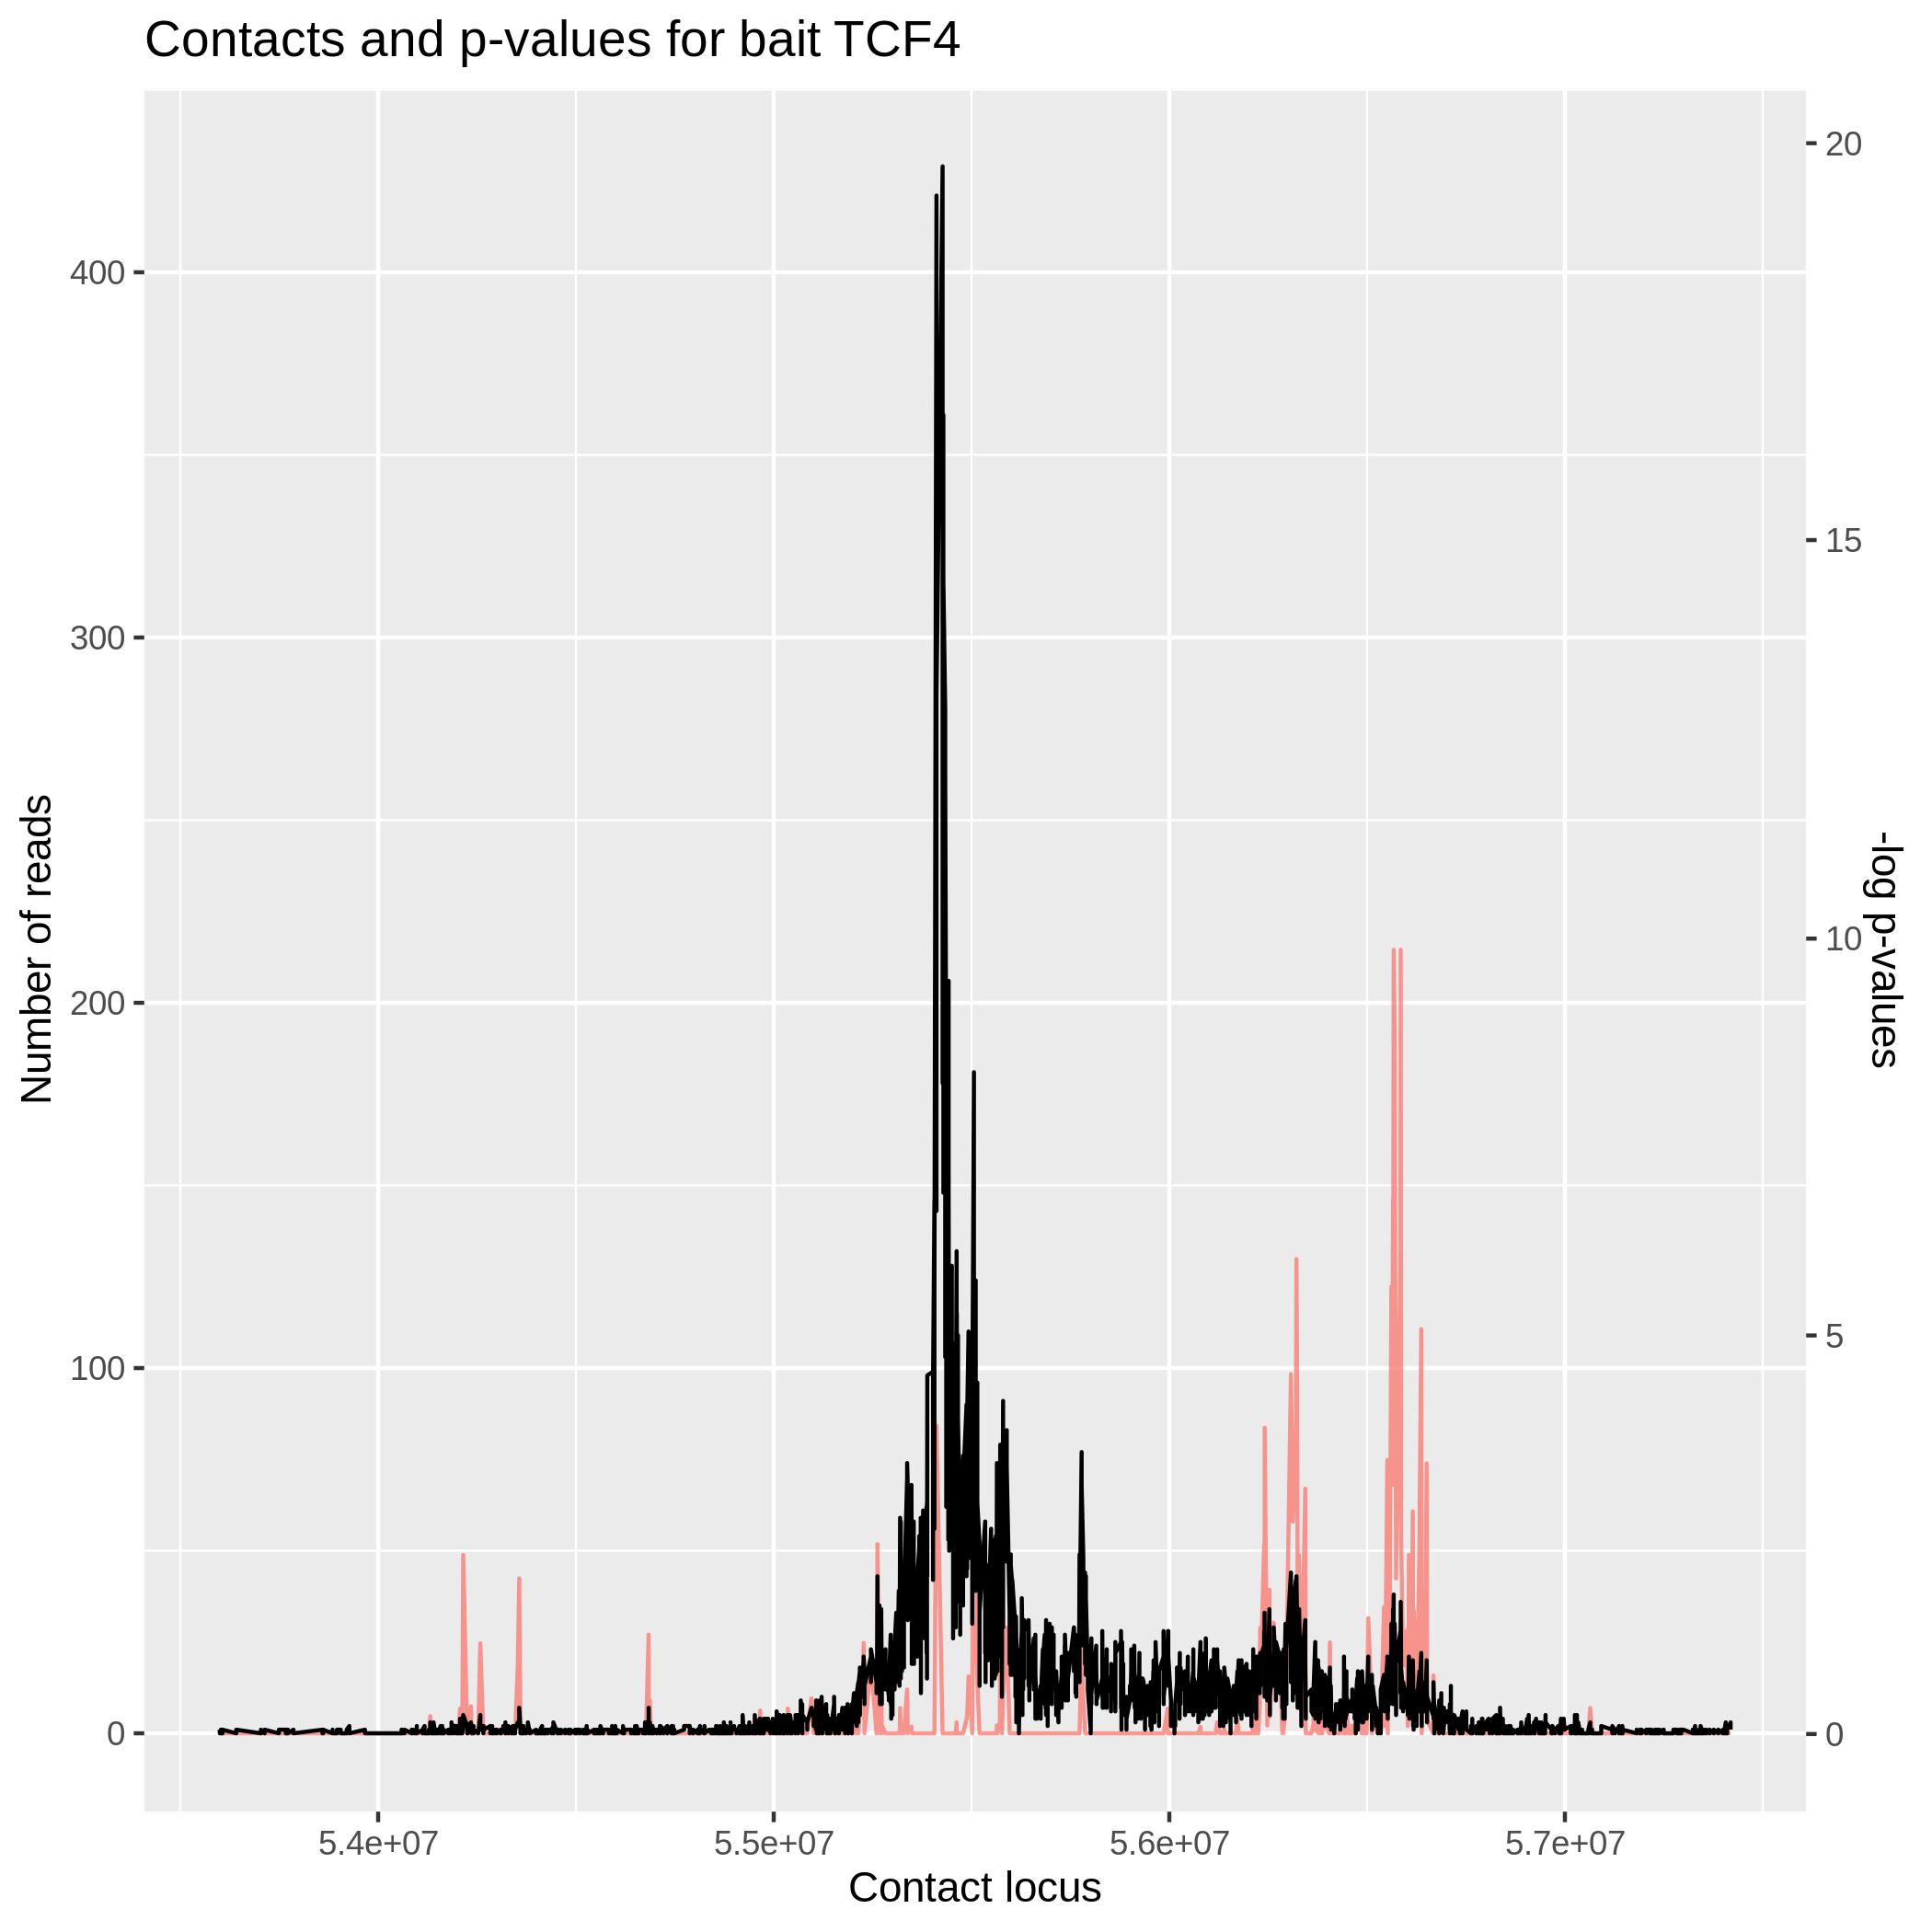 Contacts and p-values for bait TCF4
Number of reads
400
300
200
100
0
20
15
10
5
0
-log p-values
5.4e+07 5.5e+07 5.6e+07 5.7e+07
Contact locus